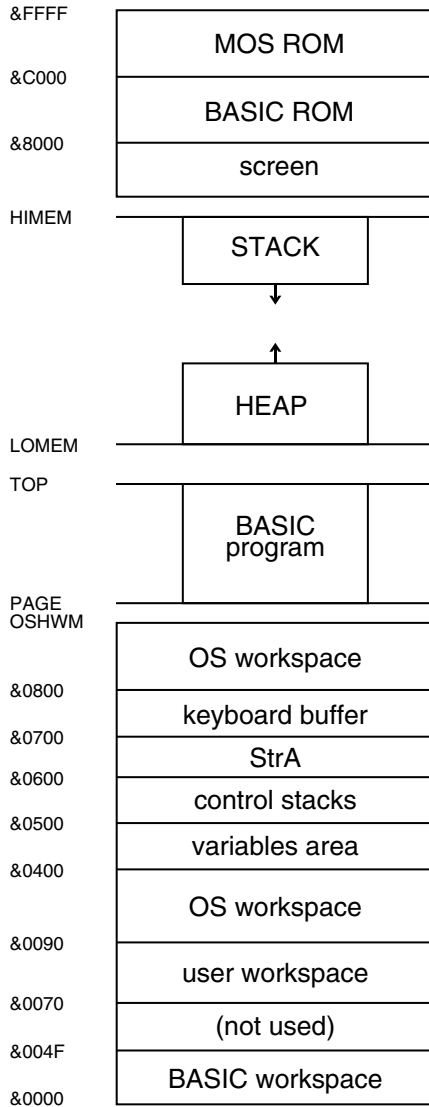 &FFFF
MOS ROM
&C000
BASIC ROM
&8000
screen
HIMEM
STACK
HEAP
LOMEM
TOP
BASIC
program
PAGE
OSHWM
OS workspace
&0800
keyboard buffer
&0700
StrA
&0600
control stacks
&0500
variables area
&0400
OS workspace
&0090
user workspace
&0070
(not used)
&004F
BASIC workspace
&0000